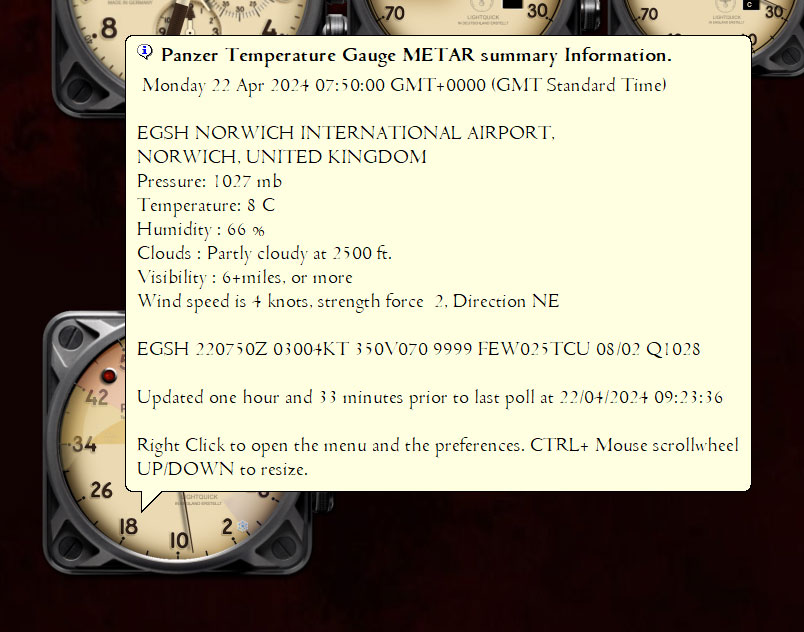 .8
MADE IN GERMANY
70
30
LIGHTQUICK
70
30
LIGHTQUICK
C
Panzer Temperature Gauge METAR summary Information.
Monday 22 Apr 2024 07:50:00 GMT+0000 (GMT Standard Time)
EGSH NORWICH INTERNATIONAL AIRPORT,
NORWICH, UNITED KINGDOM
Pressure: 1027 mb
Temperature: 8 C
Humidity : 66 %
Clouds : Partly cloudy at 2500 ft.
Visibility : 6+miles, or more
Wind speed is 4 knots, strength force 2, Direction NE
EGSH 220750Z 03004KT 350V070 9999 FEW025TCU 08/02 Q1028
Updated one hour and 33 minutes prior to last poll at 22/04/2024 09:23:36
Right Click to open the menu and the preferences. CTRL+ Mouse scrollwheel
UP/DOWN to resize.
42
34
26
18
10
2
LIGHTQUICK